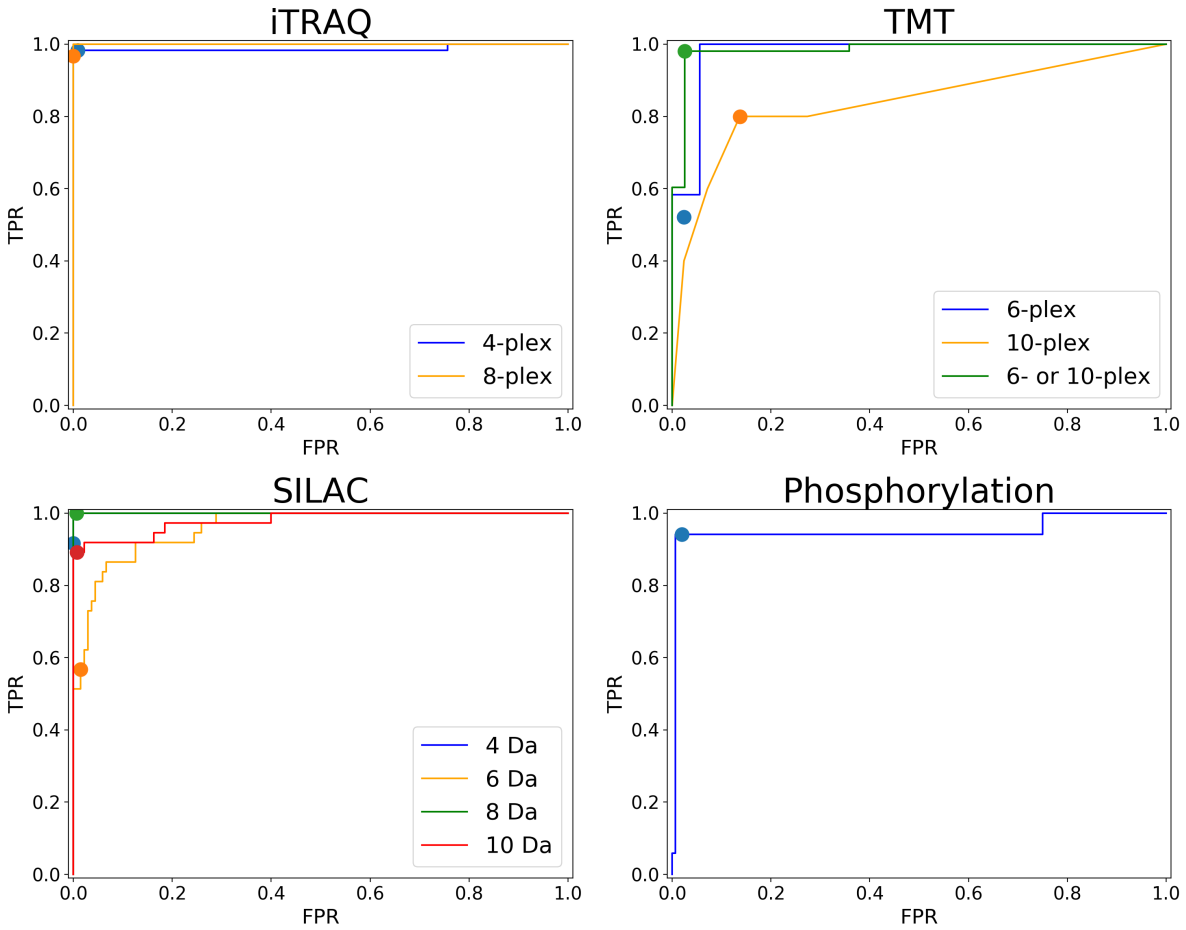 iTRAQ
1.0
0.8
0.6
0.4
0.2
0.0
TPR
4-plex
8-plex
0.0 0.2 0.4 0.6 0.8 1.0
FPR
TMT
1.0
0.8
0.6
0.4
0.2
0.0
TPR
6-plex
10-plex
6- or 10-plex
0.0 0.2 0.4 0.6 0.8 1.0
FPR
SILAC
1.0
0.8
0.6
0.4
0.2
0.0
TPR
4 Da
6 Da
8 Da
10 Da
0.0 0.2 0.4 0.6 0.8 1.0
FPR
Phosphorylation
1.0
0.8
0.6
0.4
0.2
0.0
TPR
0.0 0.2 0.4 0.6 0.8 1.0
FPR